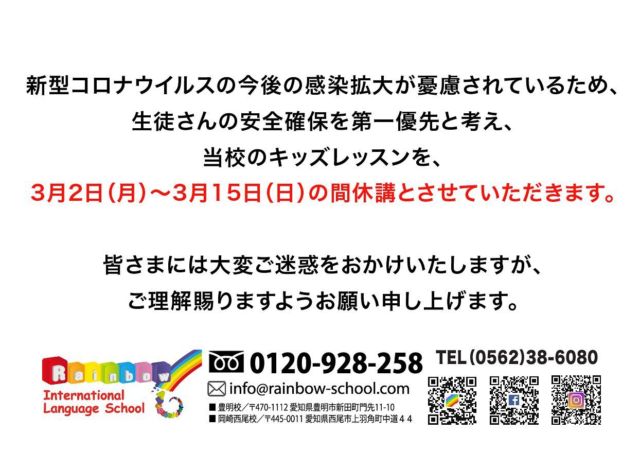 新型コロナウイルスの今後の感染拡大が憂慮されているため、
生徒さんの安全確保を第一優先と考え、
当校のキッズレッスンを、
3月2日(月)〜3月15日(日)の間休講とさせていただきます。
皆さまには大変ご迷惑をおかけいたしますが、
ご理解賜りますようお願い申し上げます。
Rainbow
International
Language School
0120-928-258
info@rainbow-school.com
■ 豊明校/〒470-1112 愛知県豊明市新田町門先11-10
■ 岡崎西尾校/〒445-0011 愛知県西尾市上羽角町中道44
TEL(0562)38-6080